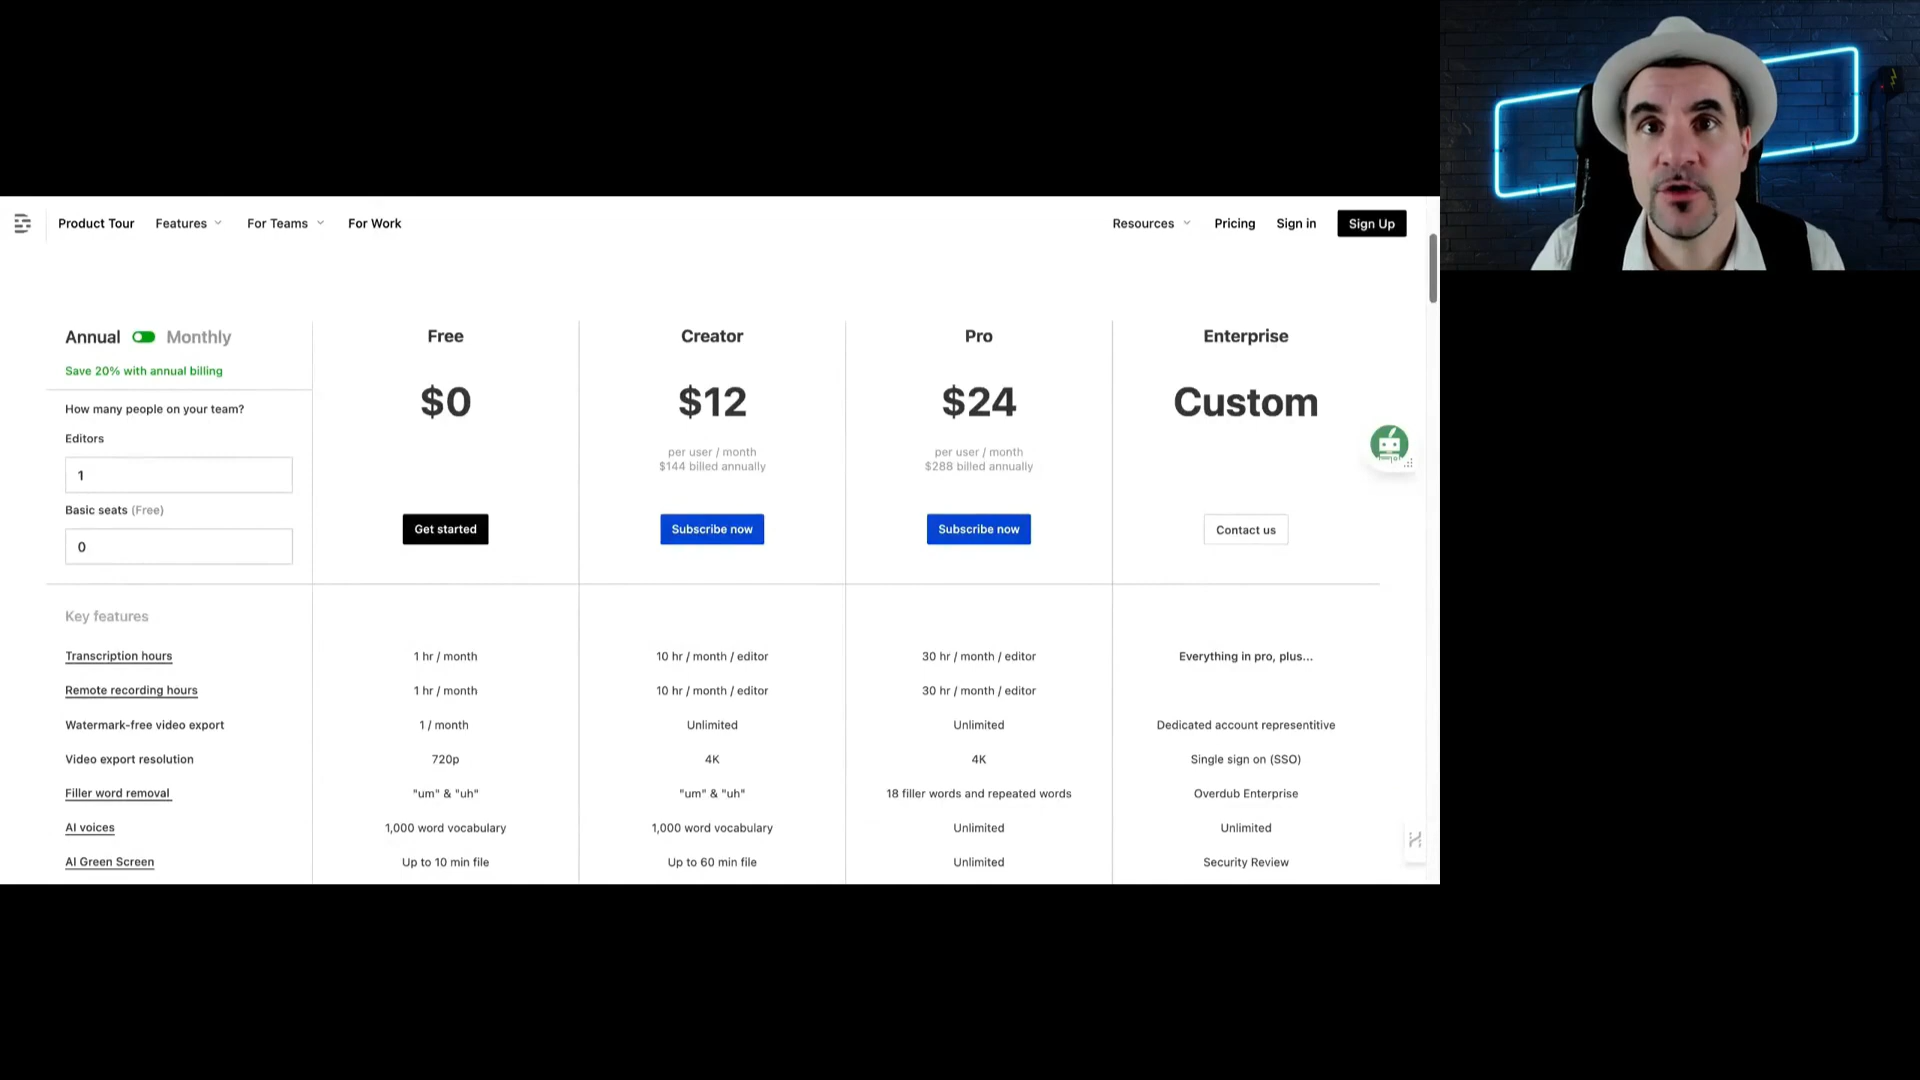 Product Tour Features For Teams For Work Resources Pricing Sign in Sign Up
Annual Monthly Free Creator Pro Enterprise
Save 20% with annual billing
$0 $12 $24 Custom
How many people on your team?
Editors
per user / month per user / month
$144 billed annually $288 billed annually
1
Basic seats (Free)
Get started Subscribe now Subscribe now Contact us
0
Key features
Transcription hours 1 hr / month 10 hr / month / editor 30 hr / month / editor Everything in pro, plus...
Remote recording hours 1 hr / month 10 hr / month / editor 30 hr / month / editor
Watermark-free video export 1 / month Unlimited Unlimited Dedicated account representitive
Video export resolution 720p 4K 4K Single sign on (SSO)
Filler word removal "um" & "uh" "um" & "uh" 18 filler words and repeated words Overdub Enterprise
AI voices 1,000 word vocabulary 1,000 word vocabulary Unlimited Unlimited
AI Green Screen Up to 10 min file Up to 60 min file Unlimited Security Review